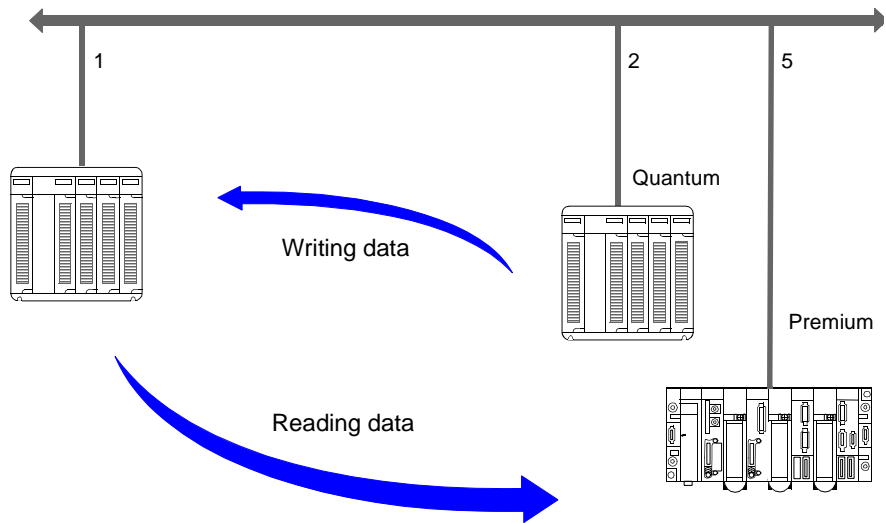 1
2
5
Quantum
Writing data
Premium
Reading data